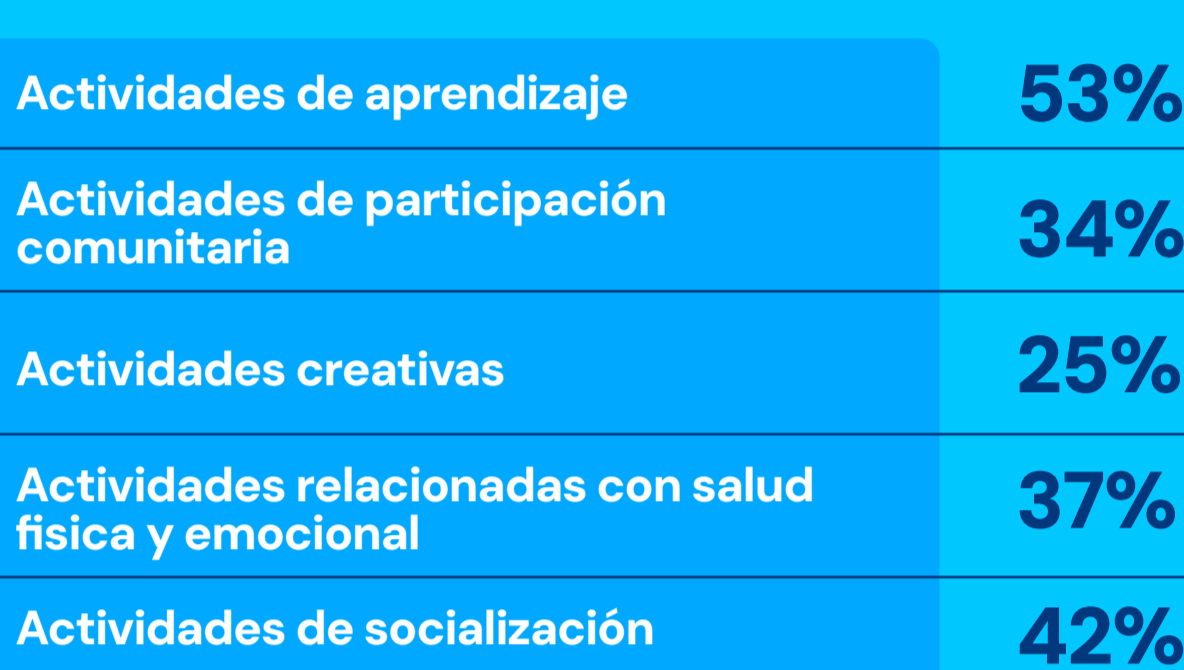 Actividades de aprendizaje
53%
Actividades de participación
comunitaria
34%
Actividades creativas
25%
Actividades relacionadas con salud
fisica y emocional
37%
Actividades de socialización
42%